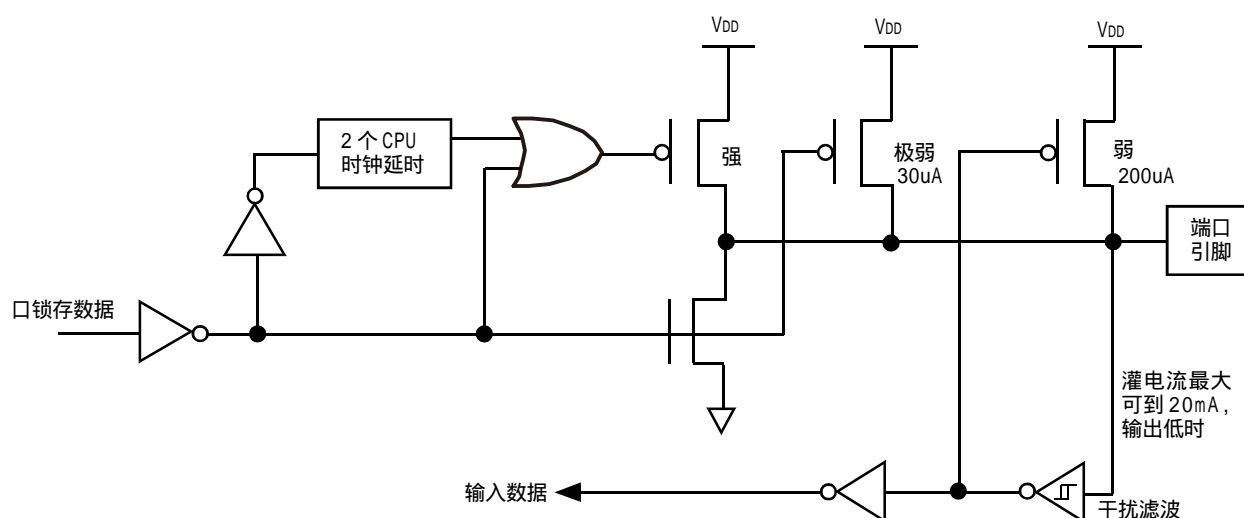 VDD
VDD
VDD
2 个 CPU
时钟延时
强
极弱
30uA
弱
200uA
端口
引脚
口锁存数据
灌电流最大
可到 20mA,
输出低时
输入数据
干扰滤波